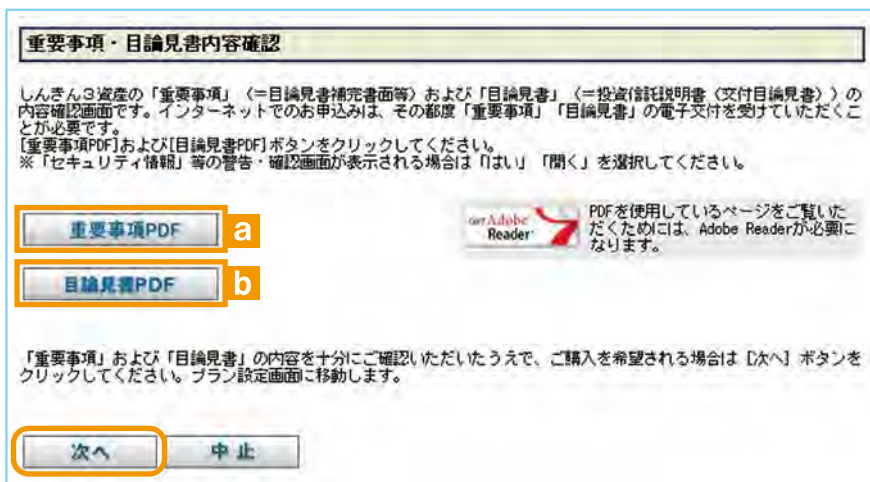 重要事項・目論見書内容確認
しんきん3資産の「重要事項」（=目論見書補完書面等）および「目論見書」（=投資信託説明書（交付目論見書））の
内容確認画面です。インターネットでのお申込みは、その都度「重要事項」「目論見書」の電子交付を受けていただくこ
とが必要です。
[重要事項PDF]および[目論見書PDF]ボタンをクリックしてください。
※「セキュリティ情報」等の警告・確認画面が表示される場合は「はい」「開く」を選択してください。
重要事項PDF a
Get Adobe Reader
PDFを使用しているページをご覧いた
だくためには、Adobe Readerが必要に
なります。
目論見書PDF b
「重要事項」および「目論見書」の内容を十分にご確認いただいたうえで、ご購入を希望される場合は［次へ］ボタンを
クリックしてください。プラン設定画面に移動します。
次へ 中止